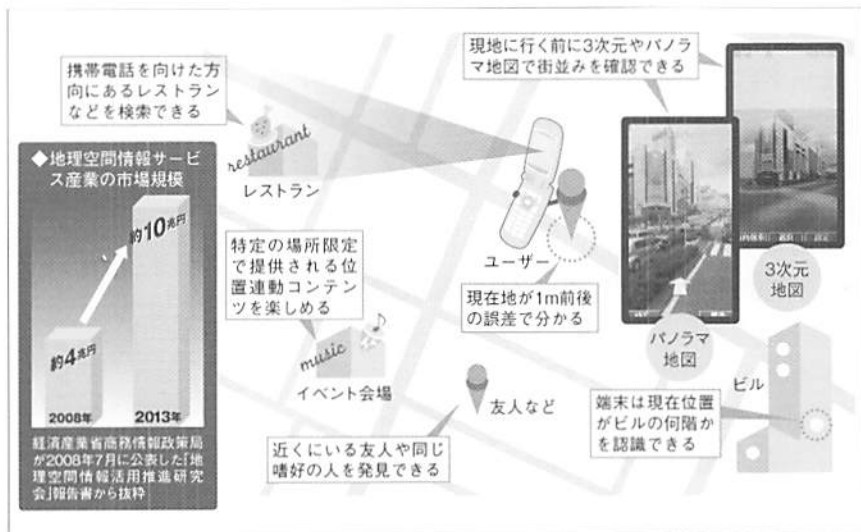 携帯電話を向けた方
向にあるレストラン
などを検索できる
restaurant
レストラン
現地に行く前に3次元やパノラ
マ地図で街並みを確認できる
◆地理空間情報サービ
ス産業の市場規模
約10兆円
約4兆円
2008年
2013年
経済産業省商務情報政策局
が2008年7月に公表した「地
理空間情報活用推進研究
会」報告書から抜粋
特定の場所限定
で提供される位
置連動コンテン
ツを楽しめる
music
イベント会場
ユーザー
現在地が1m前後
の誤差で分かる
3次元
地図
パノラマ
地図
友人など
近くにいる友人や同じ
嗜好の人を発見できる
ビル
端末は現在位置
がビルの何階か
を認識できる